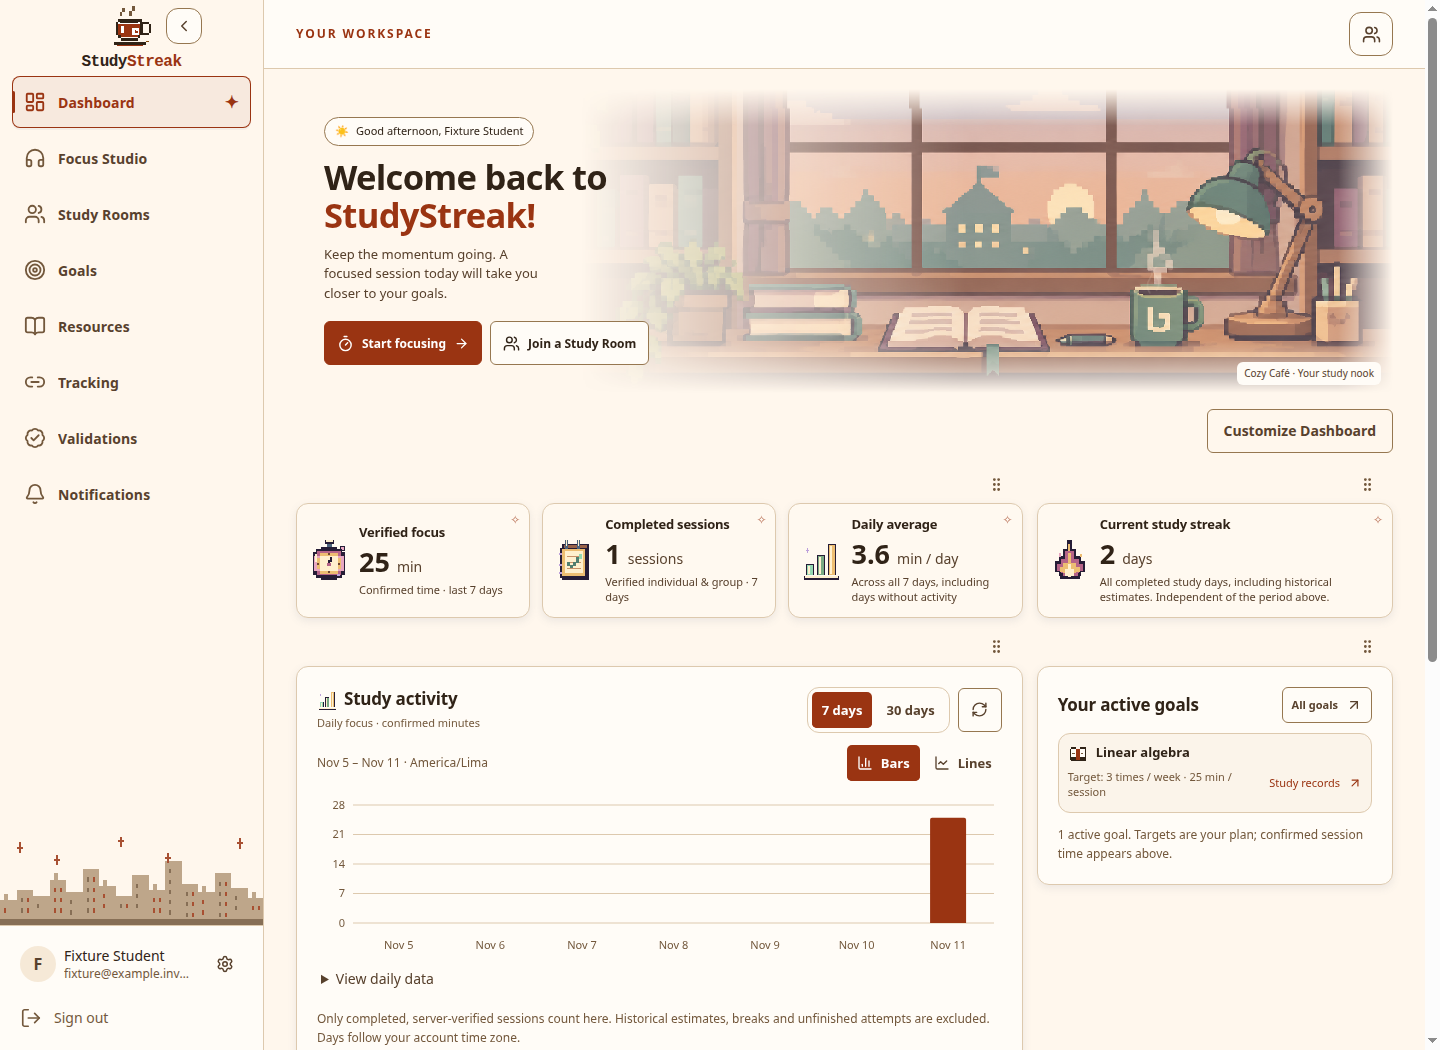 StudyStreak
Dashboard
Focus Studio
Study Rooms
Goals
Resources
Tracking
Validations
Notifications
F
Fixture Student
fixture@example.inv...
Sign out
YOUR WORKSPACE
Good afternoon, Fixture Student
Welcome back to
StudyStreak!
Keep the momentum going. A
focused session today will take you
closer to your goals.
Start focusing
Join a Study Room
Cozy Café · Your study nook
Customize Dashboard
Verified focus
25 min
Confirmed time · last 7 days
Completed sessions
1 sessions
Verified individual & group · 7
days
Daily average
3.6 min / day
Across all 7 days, including
days without activity
Current study streak
2 days
All completed study days, including historical
estimates. Independent of the period above.
Study activity
Daily focus · confirmed minutes
7 days
30 days
Nov 5 – Nov 11 · America/Lima
Bars
Lines
28
21
14
7
0
Nov 5
Nov 6
Nov 7
Nov 8
Nov 9
Nov 10
Nov 11
View daily data
Only completed, server-verified sessions count here. Historical estimates, breaks and unfinished attempts are excluded.
Days follow your account time zone.
Your active goals
All goals
Linear algebra
Target: 3 times / week · 25 min /
session
Study records
1 active goal. Targets are your plan; confirmed session
time appears above.